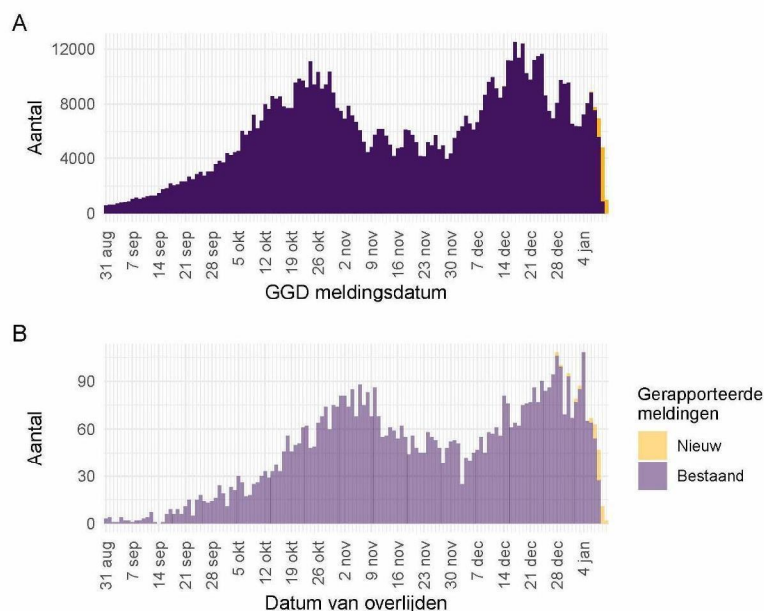 A
12000
8000
4000
0
Aantal
31 aug
7 sep
14 sep
21 sep
28 sep
5 okt
12 okt
19 okt
26 okt
2 nov
9 nov
16 nov
23 nov
30 nov
7 dec
14 dec
21 dec
28 dec
4 jan
GGD meldingsdatum
B
90
60
30
0
Aantal
31 aug
7 sep
14 sep
21 sep
28 sep
5 okt
12 okt
19 okt
26 okt
2 nov
9 nov
16 nov
23 nov
30 nov
7 dec
14 dec
21 dec
28 dec
4 jan
Datum van overlijden
Gerapporteerde
meldingen
Nieuw
Bestaand